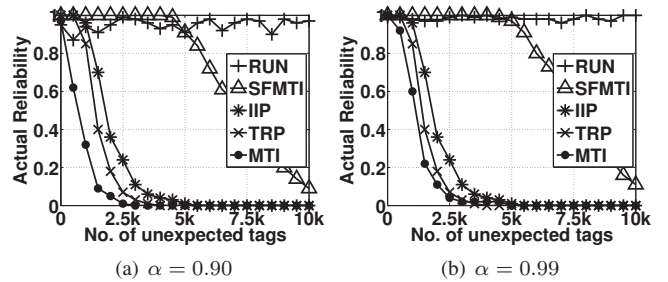 Actual Reliability
1
0.8
0.6
0.4
0.2
0
0 2.5k 5k 7.5k 10k
No. of unexpected tags
RUN
SFMTI
IIP
TRP
MTI
(a) α = 0.90
Actual Reliability
1
0.8
0.6
0.4
0.2
0
0 2.5k 5k 7.5k 10k
No. of unexpected tags
RUN
SFMTI
IIP
TRP
MTI
(b) α = 0.99